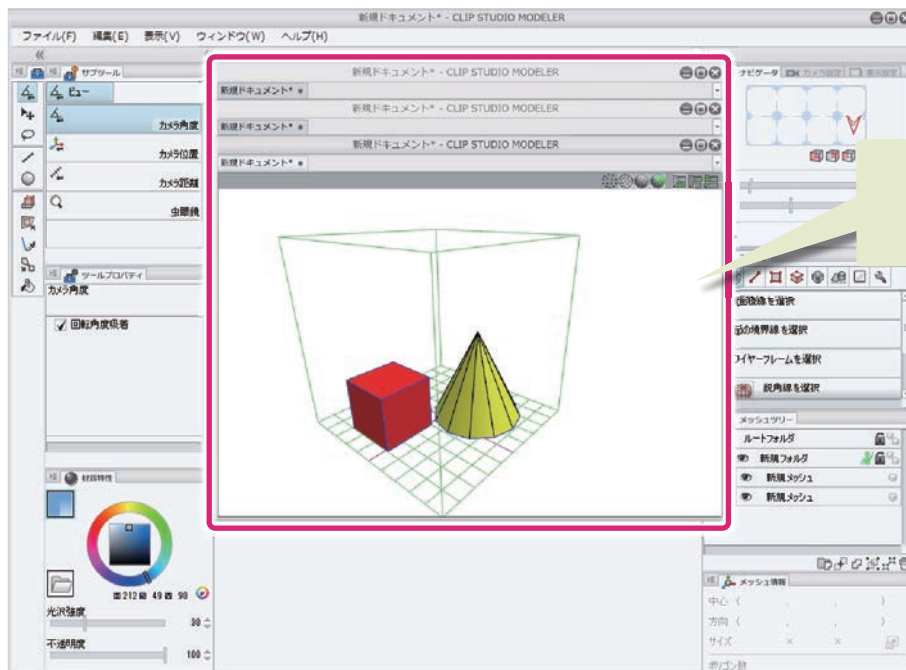 新規ドキュメント* - CLIP STUDIO MODELER
ファイル(F) 編集(E) 表示(V) ウィンドウ(W) ヘルプ(H)
サブツール
ビュー
カメラ角度
カメラ位置
カメラ距離
虫眼鏡
ツールプロパティ
カメラ角度
回転角度吸着
材質特性
212 49 98
光沢強度
30
不透明度
100
新規ドキュメント* - CLIP STUDIO MODELER
新規ドキュメント*
新規ドキュメント* - CLIP STUDIO MODELER
新規ドキュメント*
新規ドキュメント* - CLIP STUDIO MODELER
新規ドキュメント*
ナビゲータ カメラ設定 表示設定
面稜線を選択
の境界線を選択
イヤーフレームを選択
鋭角線を選択
メッシュツリー
ルートフォルダ
新規フォルダ
新規メッシュ
新規メッシュ
メッシュ情報
中心 ( , , )
方向 ( , , )
サイズ × ×
ポリゴン数